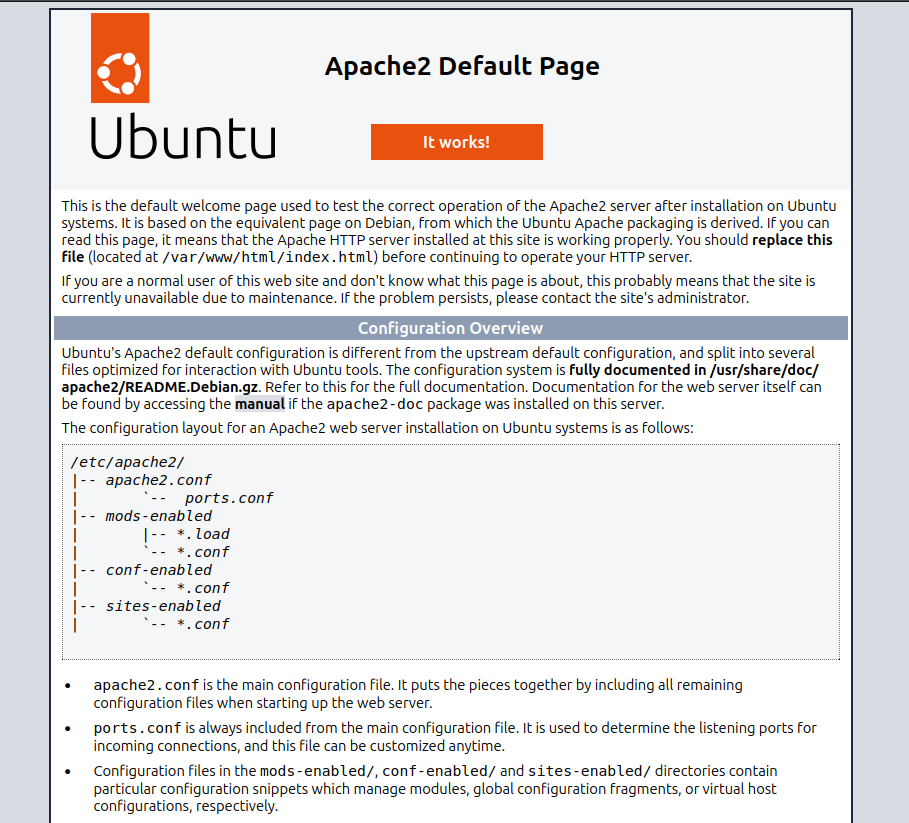 Apache2 Default Page
Ubuntu
It works!
This is the default welcome page used to test the correct operation of the Apache2 server after installation on Ubuntu
systems. It is based on the equivalent page on Debian, from which the Ubuntu Apache packaging is derived. If you can
read this page, it means that the Apache HTTP server installed at this site is working properly. You should replace this
file (located at /var/www/html/index.html) before continuing to operate your HTTP server.
If you are a normal user of this web site and don't know what this page is about, this probably means that the site is
currently unavailable due to maintenance. If the problem persists, please contact the site's administrator.
Configuration Overview
Ubuntu's Apache2 default configuration is different from the upstream default configuration, and split into several
files optimized for interaction with Ubuntu tools. The configuration system is fully documented in /usr/share/doc/
apache2/README.Debian.gz. Refer to this for the full documentation. Documentation for the web server itself can
be found by accessing the manual if the apache2-doc package was installed on this server.
The configuration layout for an Apache2 web server installation on Ubuntu systems is as follows:
/etc/apache2/
|-- apache2.conf
|       `--  ports.conf
|-- mods-enabled
|       |-- *.load
|       `-- *.conf
|-- conf-enabled
|       `-- *.conf
|-- sites-enabled
|       `-- *.conf
• apache2.conf is the main configuration file. It puts the pieces together by including all remaining
configuration files when starting up the web server.
• ports.conf is always included from the main configuration file. It is used to determine the listening ports for
incoming connections, and this file can be customized anytime.
• Configuration files in the mods-enabled/, conf-enabled/ and sites-enabled/ directories contain
particular configuration snippets which manage modules, global configuration fragments, or virtual host
configurations, respectively.